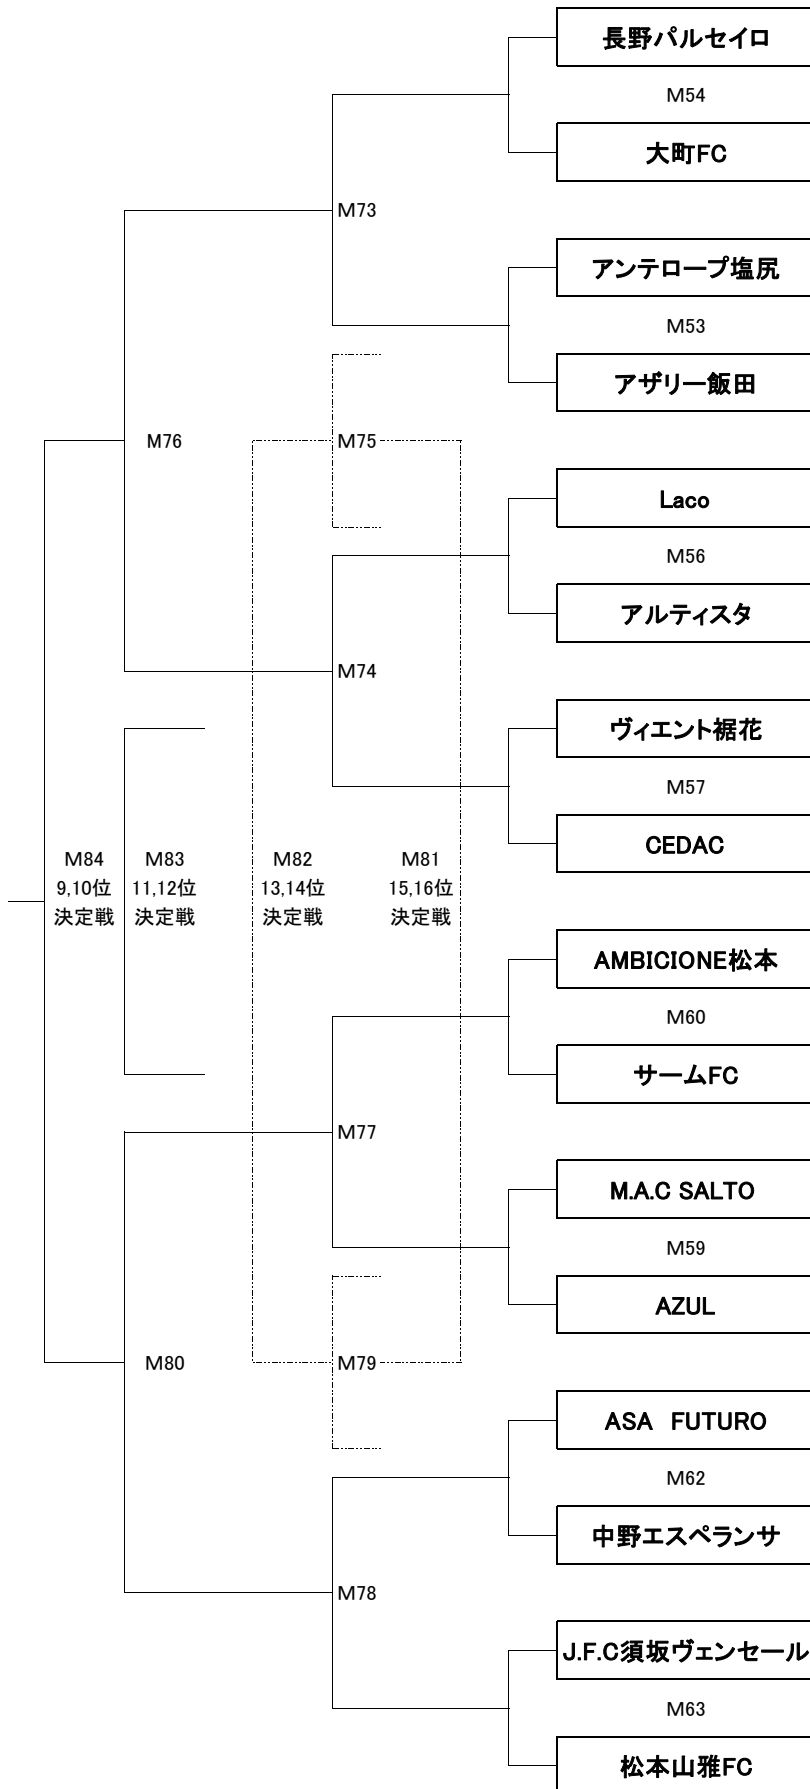 長野パルセイロ
M54
大町FC
M73
アンテロープ塩尻
M53
アザリー飯田
M76
M75
Laco
M56
アルティスタ
M74
ヴィエント裾花
M57
CEDAC
M84
9,10位
決定戦
M83
11,12位
決定戦
M82
13,14位
決定戦
M81
15,16位
決定戦
AMBICIONE松本
M60
サームFC
M77
M.A.C SALTO
M59
AZUL
M80
M79
ASA　FUTURO
M62
中野エスペランサ
M78
J.F.C須坂ヴェンセール
M63
松本山雅FC